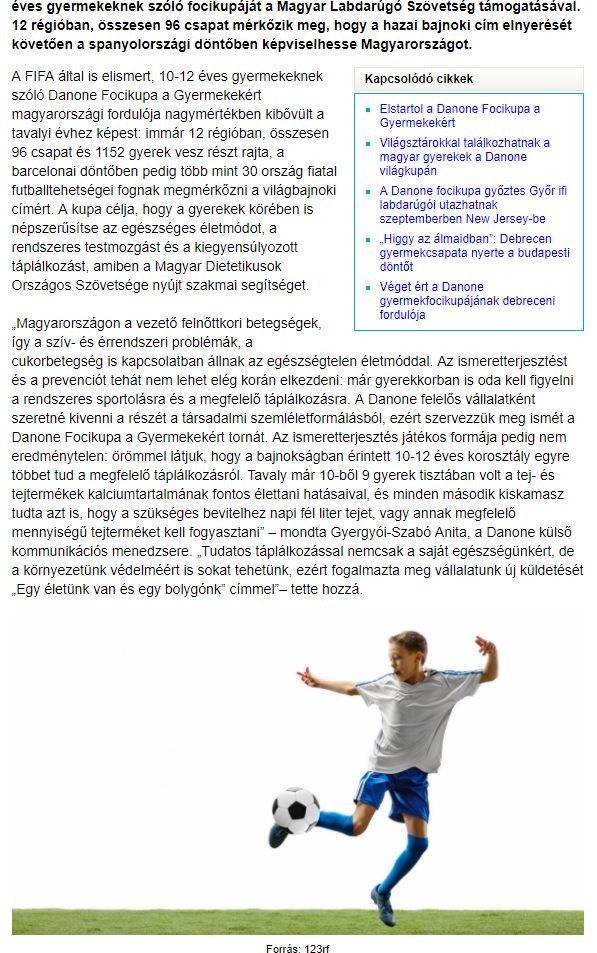 éves gyermekeknek szóló focikupáját a Magyar Labdarúgó Szövetség támogatásával.
12 régióban, összesen 96 csapat mérkőzik meg, hogy a hazai bajnoki cím elnyerését
követően a spanyolországi döntőben képviselhesse Magyarországot.
A FIFA által is elismert, 10-12 éves gyermekeknek
szóló Danone Focikupa a Gyermekekért
magyarországi fordulója nagymértékben kibővült a
tavalyi évhez képest: immár 12 régióban, összesen
96 csapat és 1152 gyerek vesz részt rajta, a
barcelonai döntőben pedig több mint 30 ország fiatal
futballtehetségei fognak megmérkőzni a világbajnoki
címért. A kupa célja, hogy a gyerekek körében is
népszerűsítse az egészséges életmódot, a
rendszeres testmozgást és a kiegyensúlyozott
táplálkozást, amiben a Magyar Dietetikusok
Országos Szövetsége nyújt szakmai segítséget.
Kapcsolódó cikkek
Elstartol a Danone Focikupa a
Gyermekekért
Világsztárokkal találkozhatnak a
magyar gyerekek a Danone
világkupán
A Danone focikupa győztes Győr ifi
labdarúgói utazhatnak
szeptemberben New Jersey-be
„Higgy az álmaidban": Debrecen
gyermekcsapata nyerte a budapesti
döntőt
Véget ért a Danone
gyermekfocikupájának debreceni
fordulója
„Magyarországon a vezető felnőttkori betegségek,
így a szív- és érrendszeri problémák, a
cukorbetegség is kapcsolatban állnak az egészségtelen életmóddal. Az ismeretterjesztést
és a prevenciót tehát nem lehet elég korán elkezdeni: már gyerekkorban is oda kell figyelni
a rendszeres sportolásra és a megfelelő táplálkozásra. A Danone felelős vállalatként
szeretné kivenni a részét a társadalmi szemléletformálásból, ezért szervezzük meg ismét a
Danone Focikupa a Gyermekekért tornát. Az ismeretterjesztés játékos formája pedig nem
eredménytelen: örömmel látjuk, hogy a bajnokságban érintett 10-12 éves korosztály egyre
többet tud a megfelelő táplálkozásról. Tavaly már 10-ből 9 gyerek tisztában volt a tej- és
tejtermékek kalciumtartalmának fontos élettani hatásaival, és minden második kiskamasz
tudta azt is, hogy a szükséges bevitelhez napi fél liter tejet, vagy annak megfelelő
mennyiségű tejterméket kell fogyasztani” – mondta Gyergyói-Szabó Anita, a Danone külső
kommunikációs menedzsere. „Tudatos táplálkozással nemcsak a saját egészségünkért, de
a környezetünk védelméért is sokat tehetünk, ezért fogalmazta meg vállalatunk új küldetését
„Egy életünk van és egy bolygónk” címmel”– tette hozzá.
Forrás: 123rf